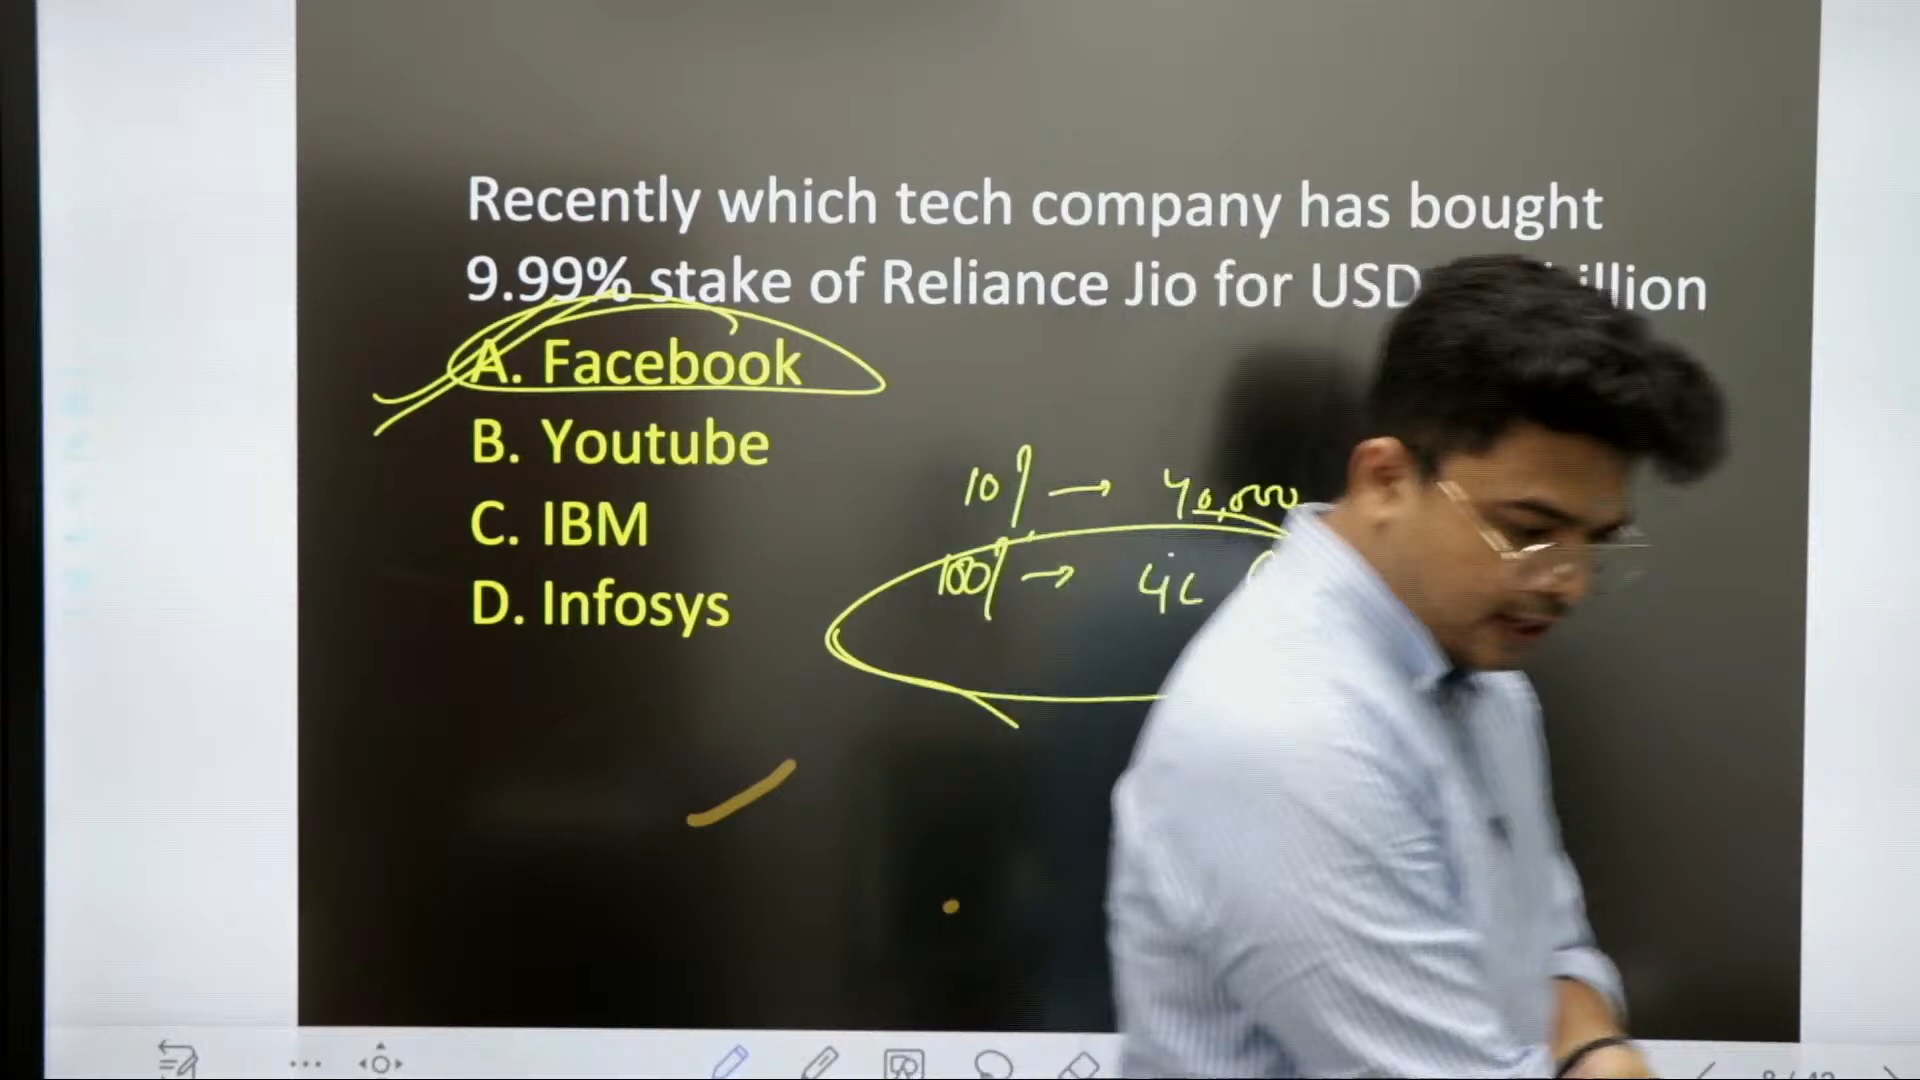 Recently which tech company has bought
9.99% stake of Reliance Jio for USD
A. Facebook
B. Youtube
10% → 40,000
C. IBM
100% → 4L
D. Infosys